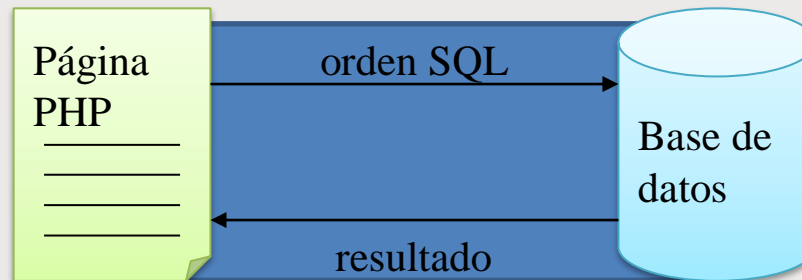 Página
PHP
orden SQL
Base de
datos
resultado